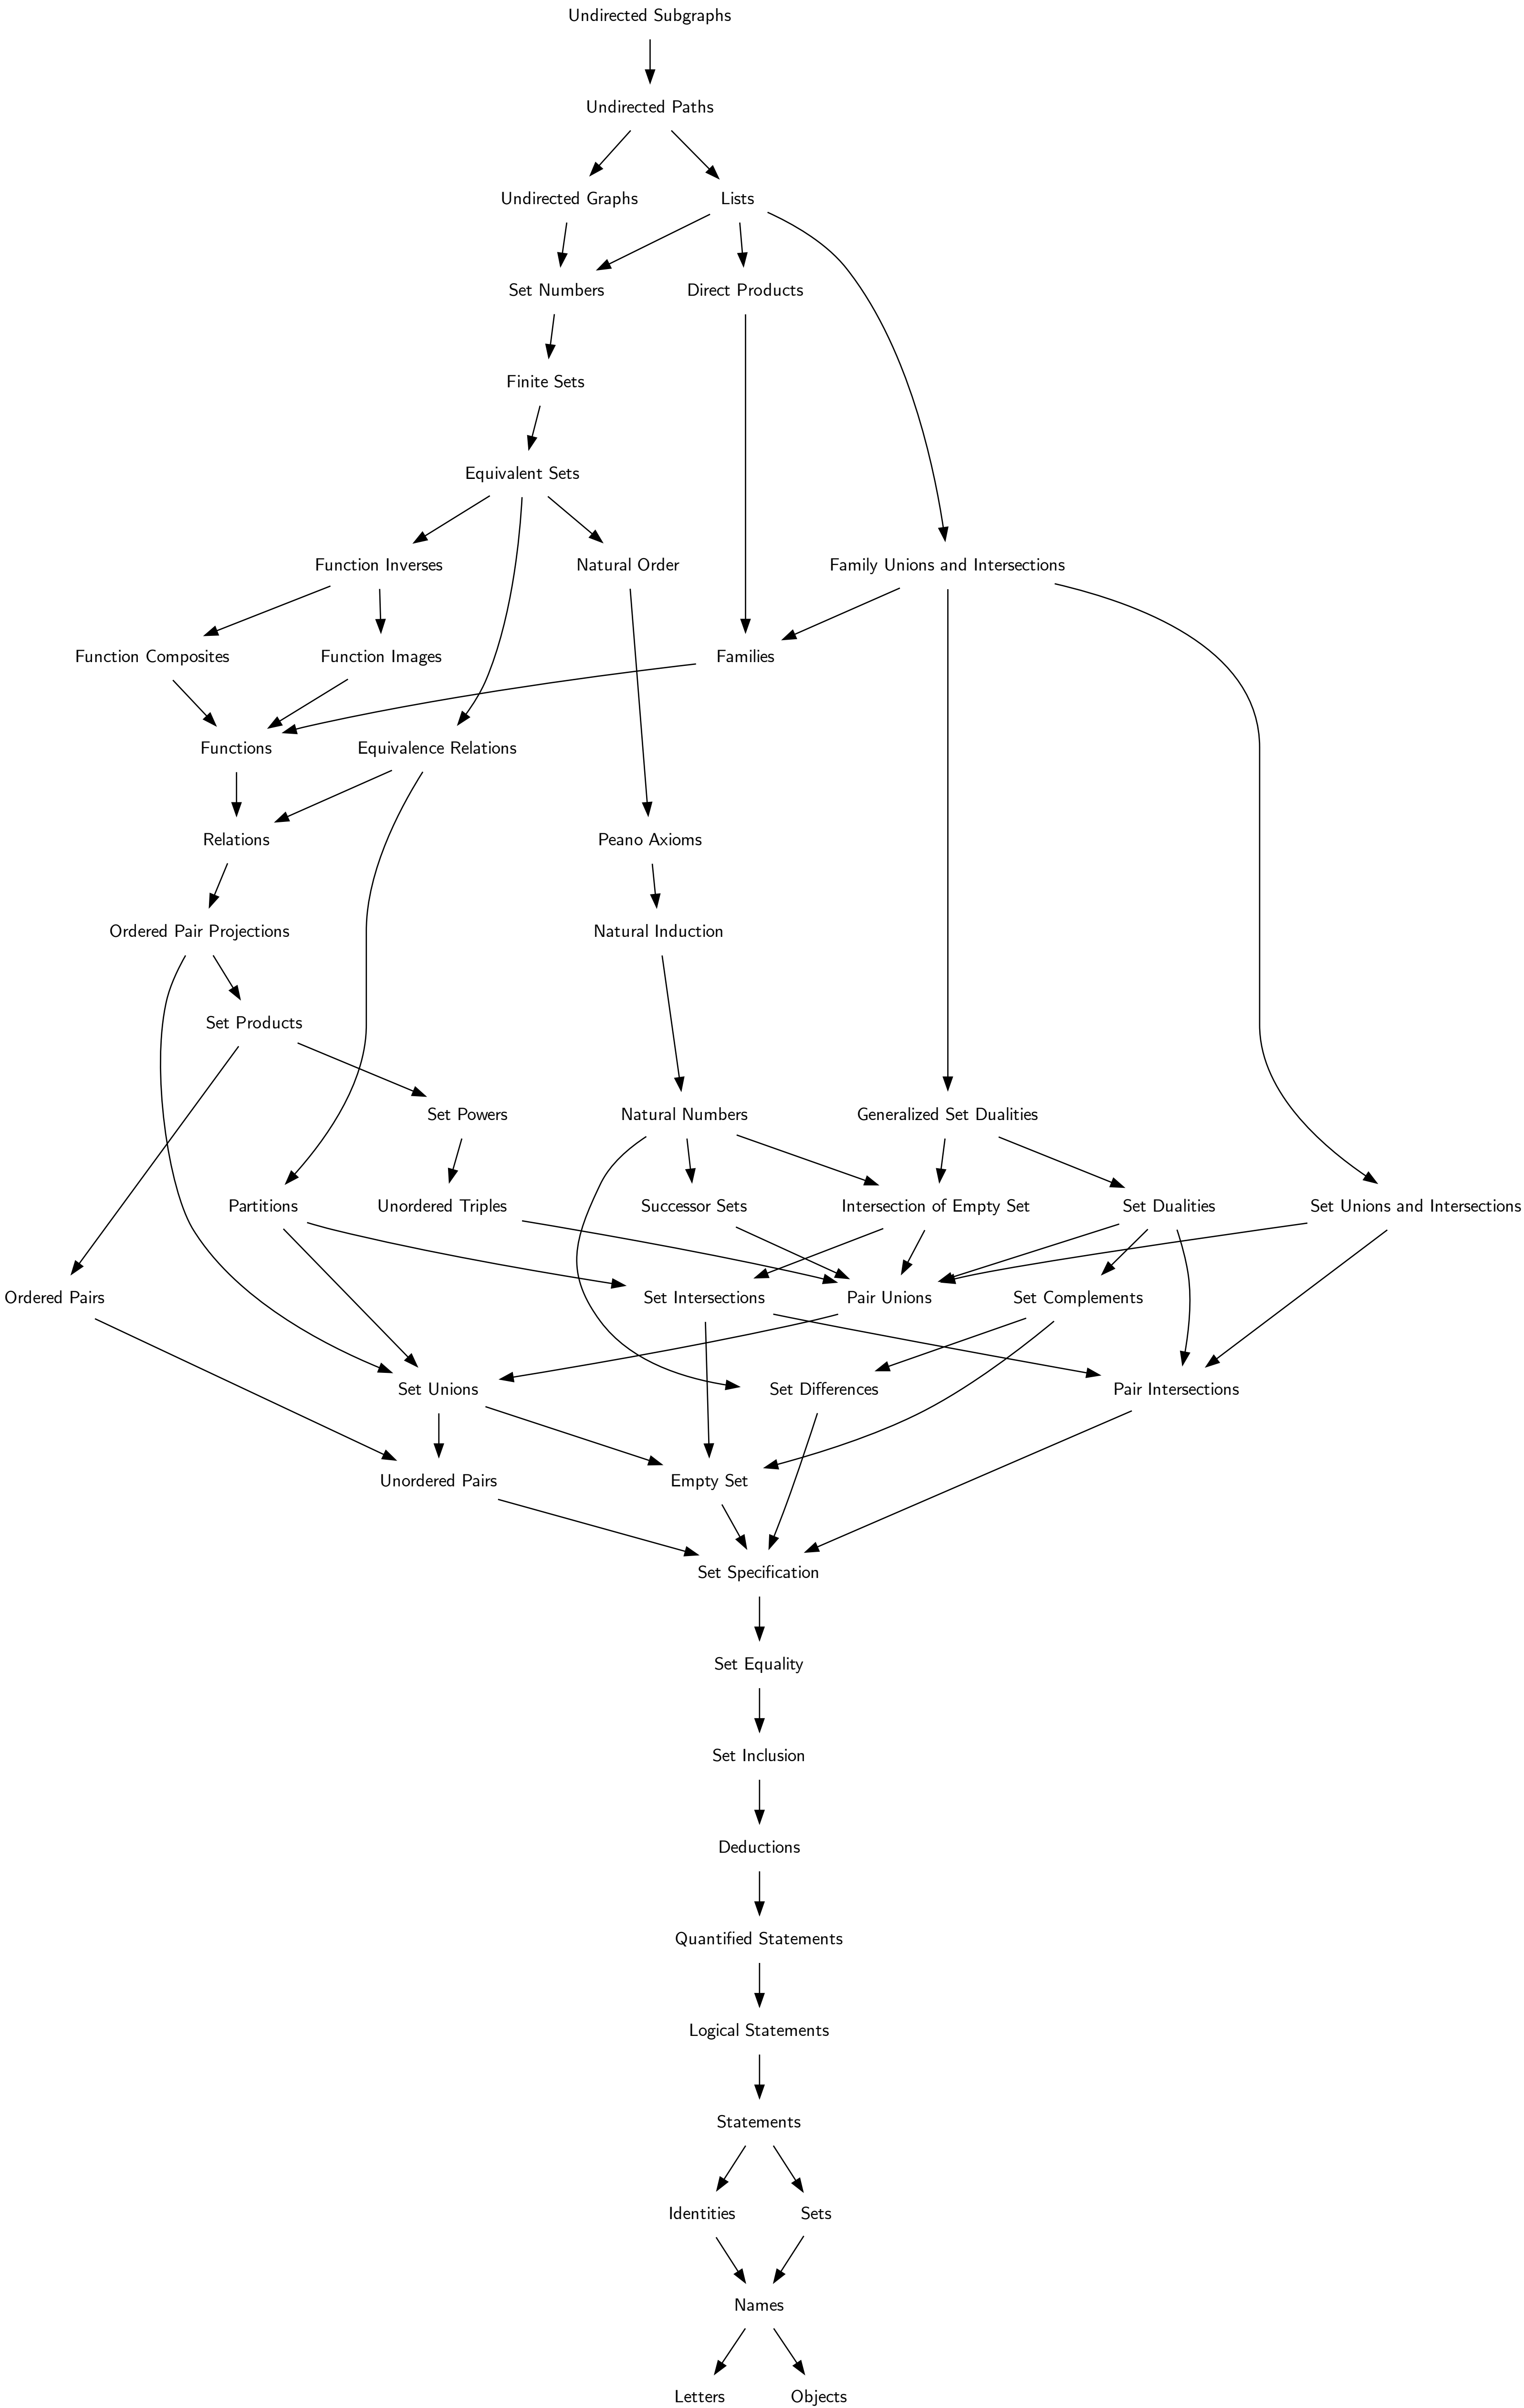 Undirected Subgraphs
Undirected Paths
Undirected Graphs
Lists
Set Numbers
Direct Products
Finite Sets
Equivalent Sets
Function Inverses
Natural Order
Family Unions and Intersections
Function Composites
Function Images
Families
Functions
Equivalence Relations
Relations
Peano Axioms
Ordered Pair Projections
Natural Induction
Set Products
Set Powers
Natural Numbers
Generalized Set Dualities
Partitions
Unordered Triples
Successor Sets
Intersection of Empty Set
Set Dualities
Set Unions and Intersections
Ordered Pairs
Set Intersections
Pair Unions
Set Complements
Set Unions
Set Differences
Pair Intersections
Unordered Pairs
Empty Set
Set Specification
Set Equality
Set Inclusion
Deductions
Quantified Statements
Logical Statements
Statements
Identities
Sets
Names
Letters
Objects